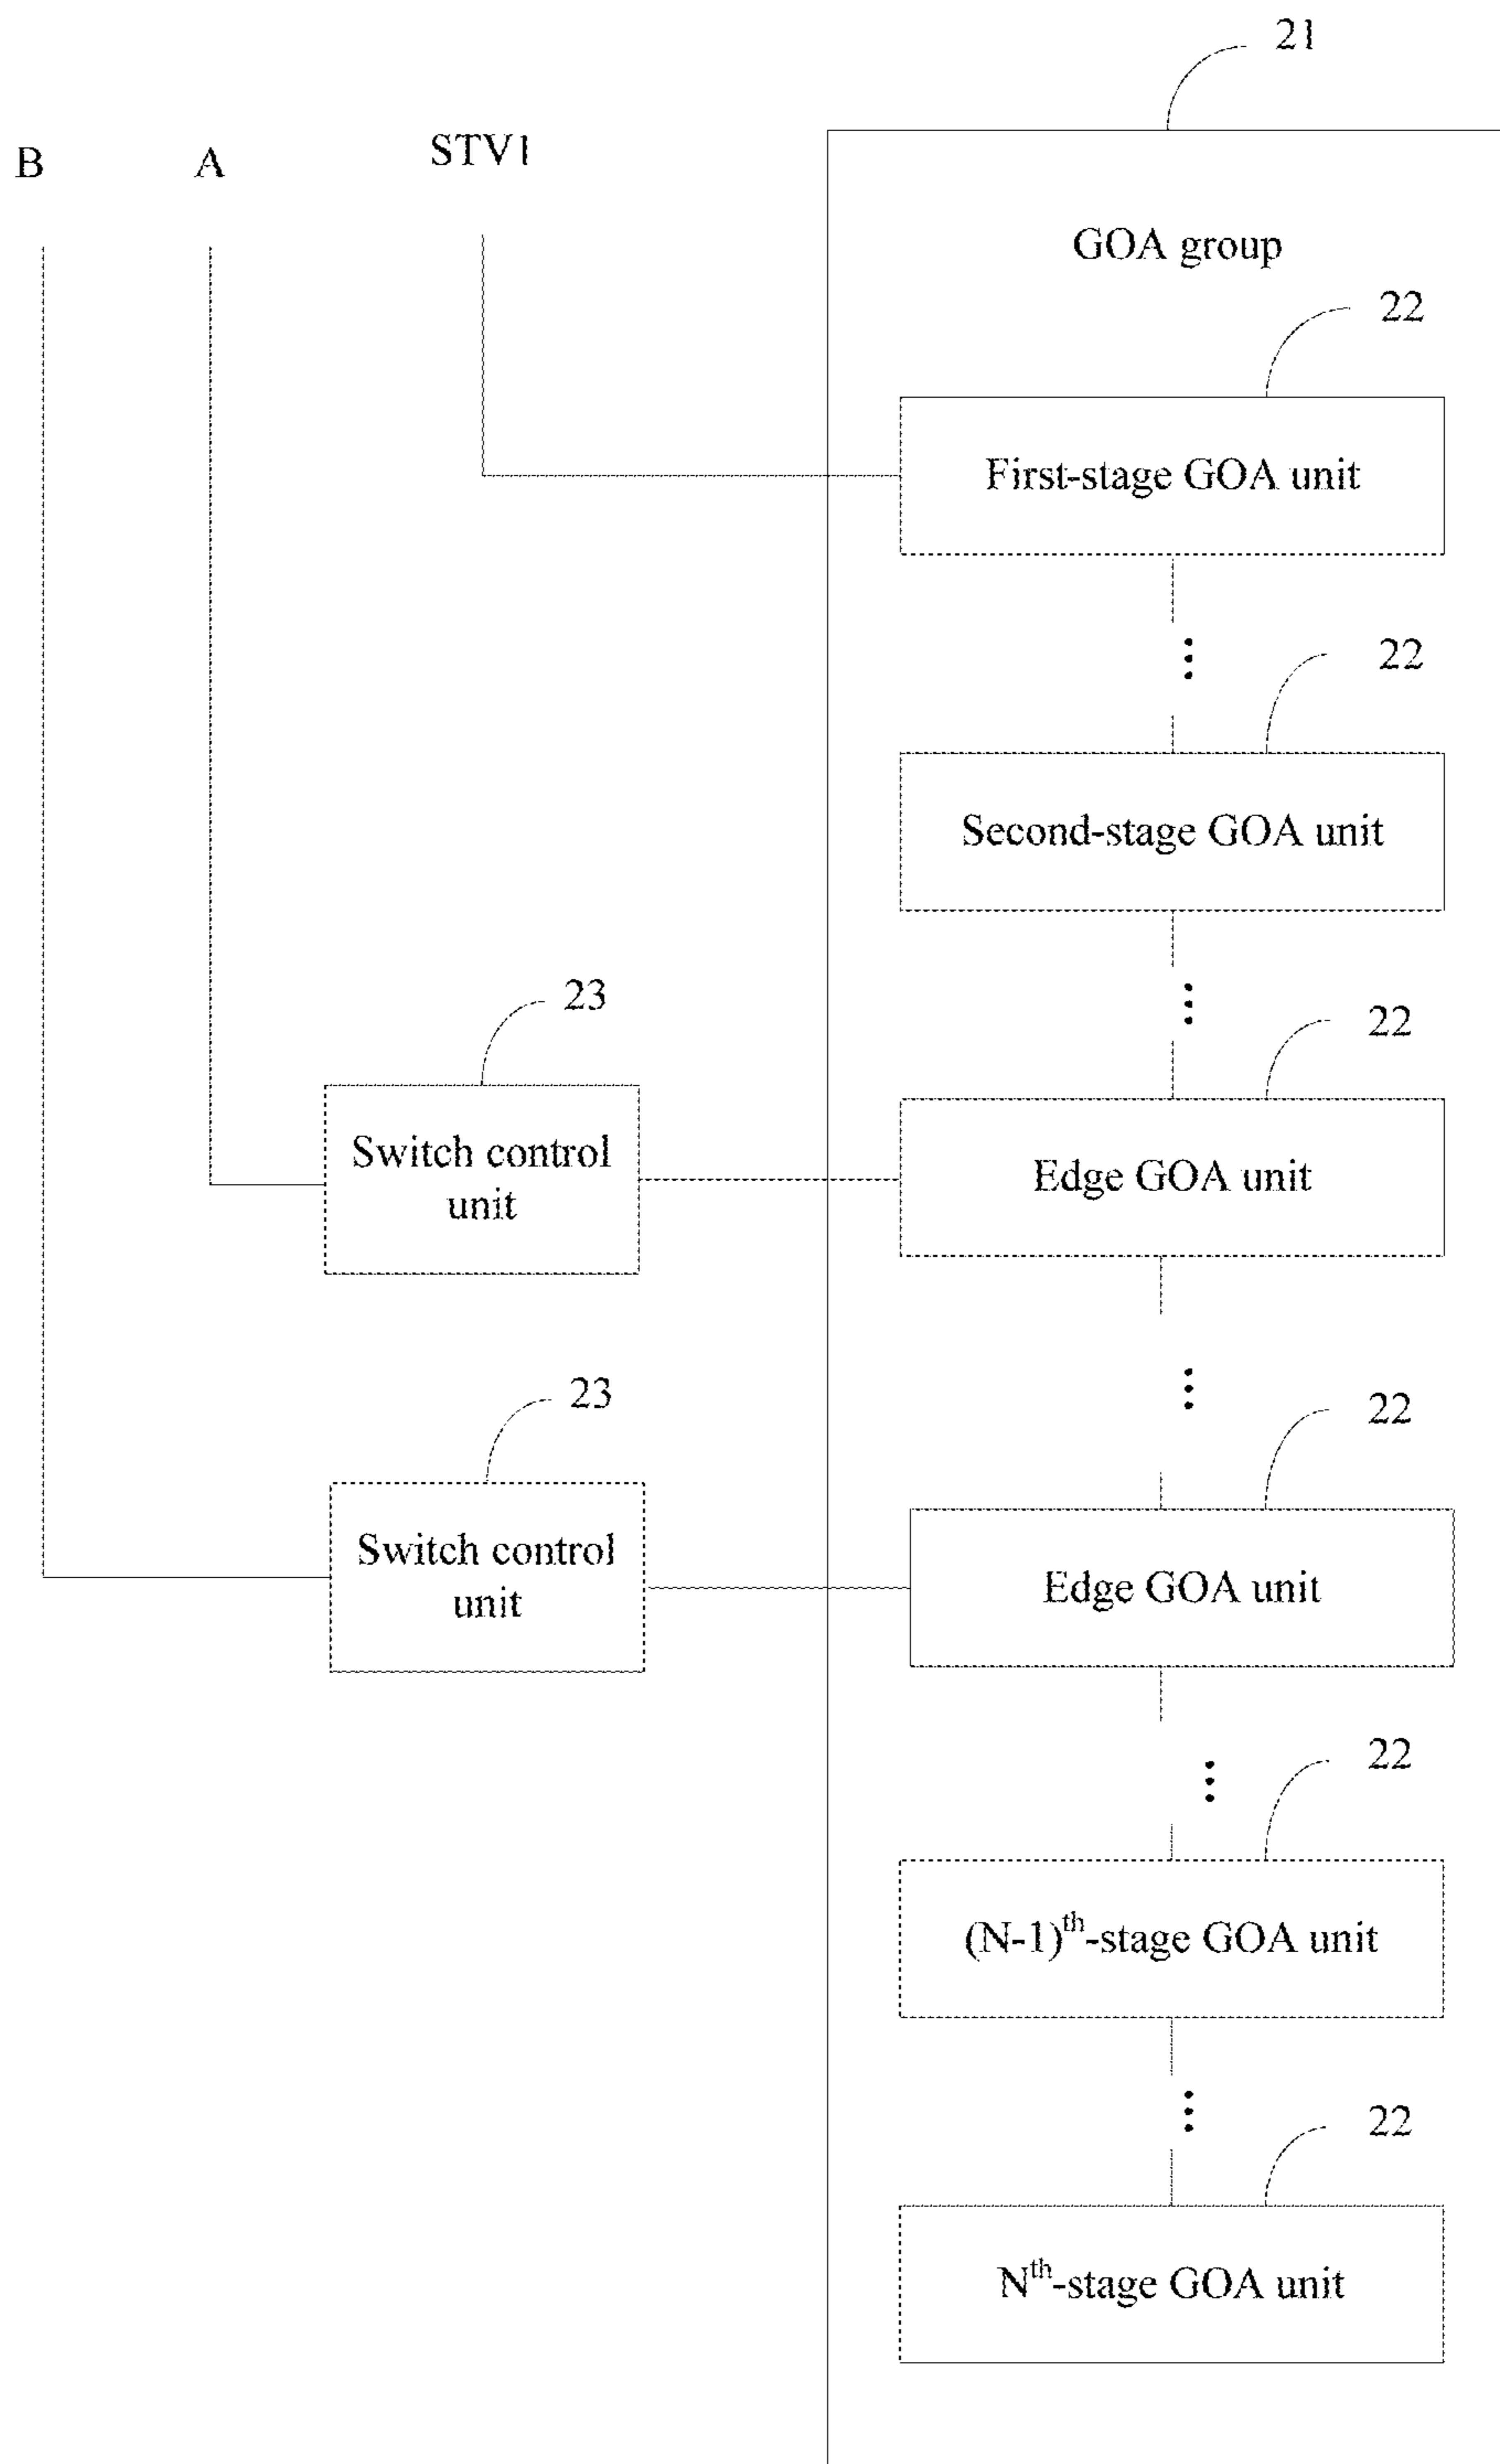 21
B
A
STV1
GOA group
22
First-stage GOA unit
22
Second-stage GOA unit
23
22
Switch control
unit
Edge GOA unit
23
22
Switch control
unit
Edge GOA unit
22
(N-1)th-stage GOA unit
22
Nth-stage GOA unit